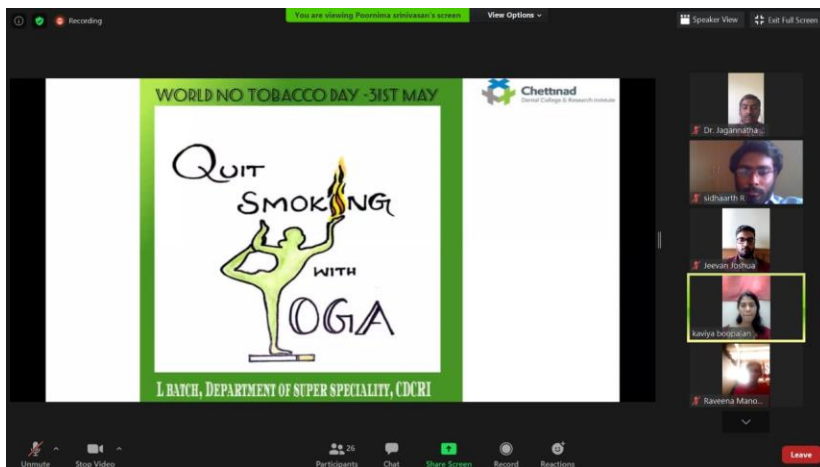 Recording
You are viewing Poornima srinivasan's screen
View Options
Speaker View
Exit Full Screen
WORLD NO TOBACCO DAY -31ST MAY
Chettinad
Dental College & Research Institute
QUIT
SMOKING
WITH
YOGA
L BATCH, DEPARTMENT OF SUPER SPECIALITY, CDCRI
Dr. Jagannatha...
sidhaarth R
Jeevan Joshua
kaviya boopalan
Raveena Mano...
Unmute
Stop Video
26
Participants
Chat
Share Screen
Record
Reactions
Leave